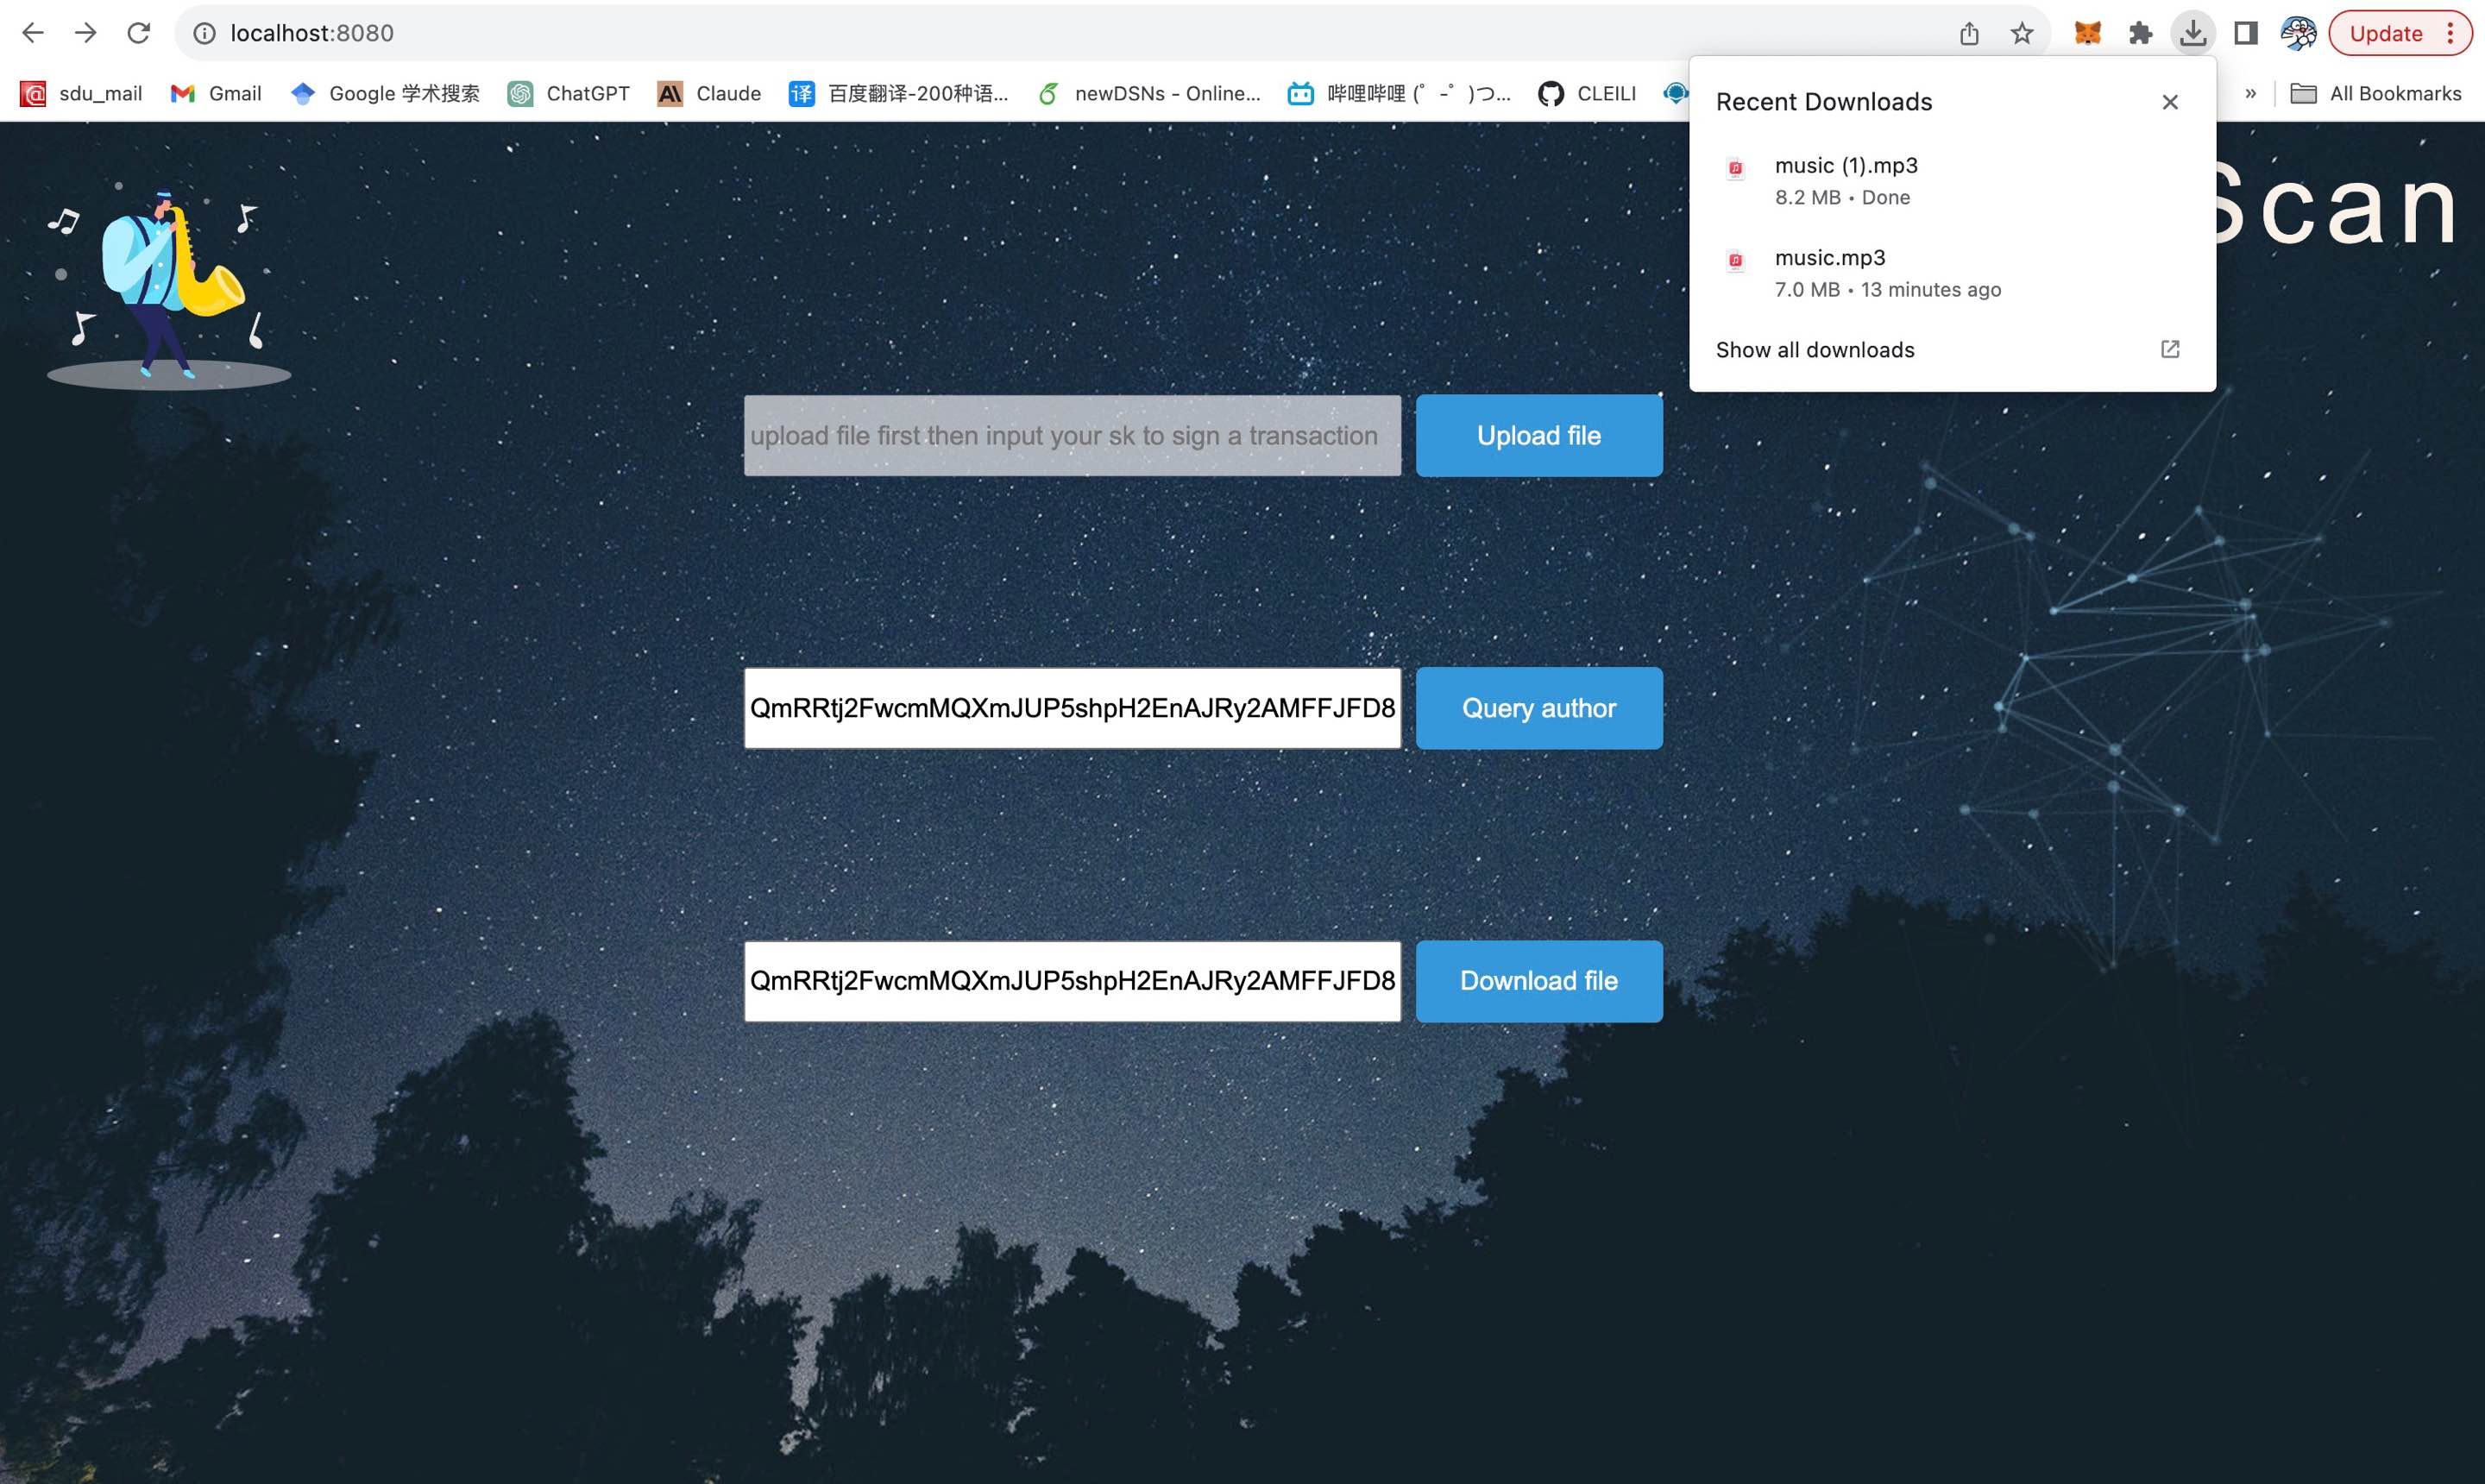 localhost:8080
Update
sdu_mail
Gmail
Google 学术搜索
ChatGPT
Claude
译 百度翻译-200种语...
newDSNs - Online...
哔哩哔哩 (゜-゜)つ...
CLEILI
»
All Bookmarks
Recent Downloads
music (1).mp3
8.2 MB • Done
music.mp3
7.0 MB • 13 minutes ago
Show all downloads
Scan
upload file first then input your sk to sign a transaction
Upload file
QmRRtj2FwcmMQXmJUP5shpH2EnAJRy2AMFFJFD8
Query author
QmRRtj2FwcmMQXmJUP5shpH2EnAJRy2AMFFJFD8
Download file